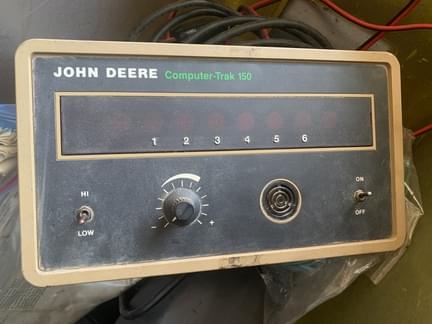 JOHN DEERE Computer-Trak 150
1 2 3 4 5 6
HI
LOW
+
ON
OFF